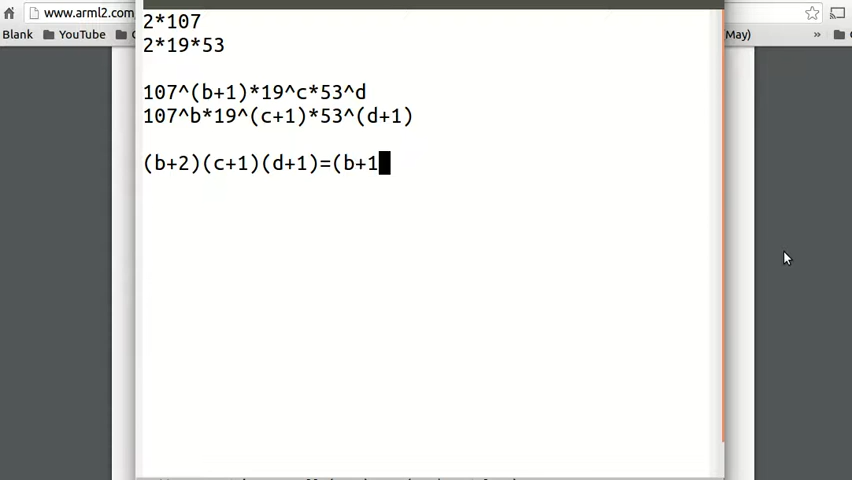 www.arml2.com
2*107
2*19*53
Blank
YouTube
May)
»
107^(b+1)*19^c*53^d
107^b*19^(c+1)*53^(d+1)
(b+2)(c+1)(d+1)=(b+1